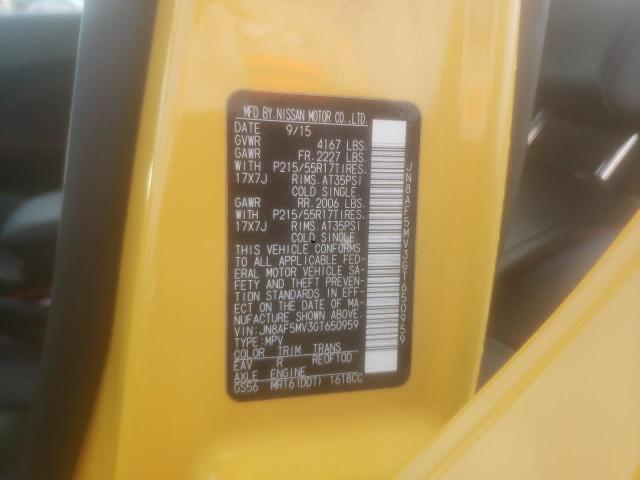 MFD BY.NISSAN MOTOR CO.,LTD.
DATE 9/15
GVWR 4167 LBS.
GAWR FR. 2227 LBS.
WITH P215/55R17TIRES.
17X7J RIMS.AT35PSI
COLD SINGLE
GAWR RR. 2006 LBS.
WITH P215/55R17TIRES.
17X7J RIMS.AT35PSI
COLD SINGLE
THIS VEHICLE CONFORMS
TO ALL APPLICABLE FED-
ERAL MOTOR VEHICLE SA-
FETY AND THEFT PREVEN-
TION STANDARDS IN EFF-
ECT ON THE DATE OF MA-
NUFACTURE SHOWN ABOVE.
VIN:JN8AF5MV3GT650959
TYPE:MPV
COLOR TRIM TRANS
EAV R RE0F10D
AXLE ENGINE
GS56 MR16(DDT) 1618CC
JN8AF5MV3GT650959